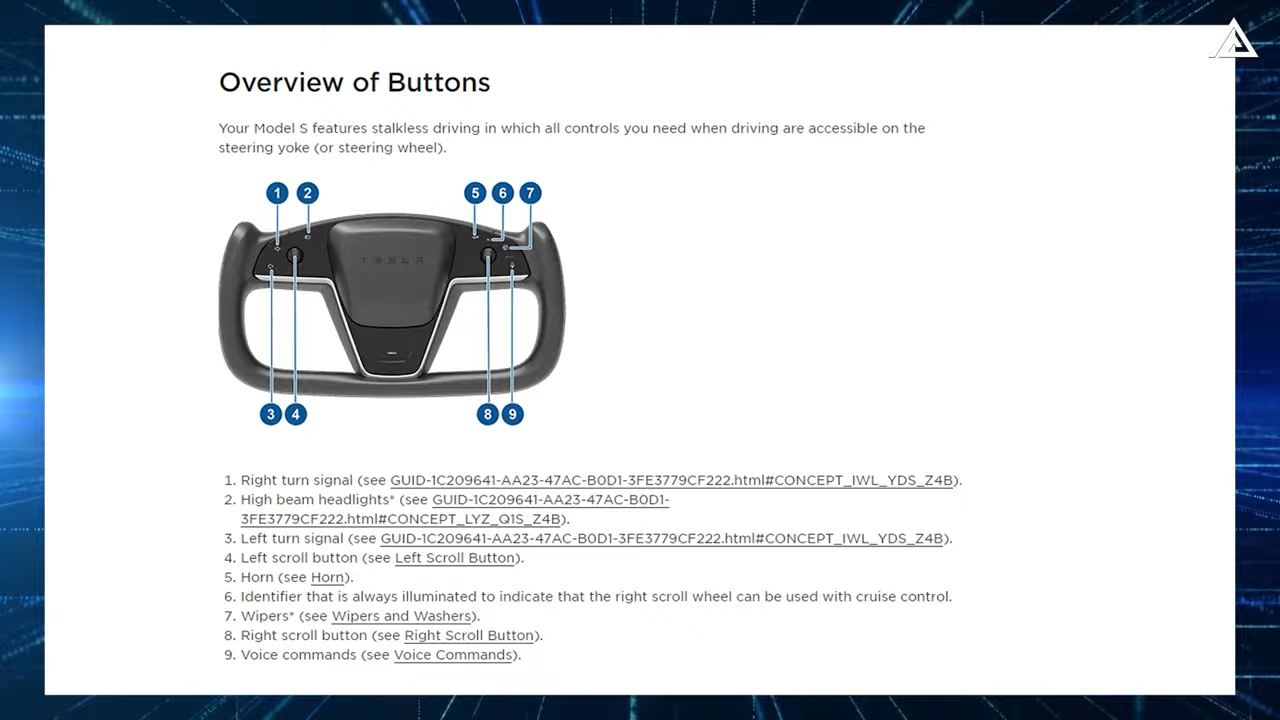 Overview of Buttons
Your Model S features stalkless driving in which all controls you need when driving are accessible on the
steering yoke (or steering wheel).
1 2 5 6 7
TESLA
3 4 8 9
1. Right turn signal (see GUID-1C209641-AA23-47AC-B0D1-3FE3779CF222.html#CONCEPT_IWL_YDS_Z4B).
2. High beam headlights* (see GUID-1C209641-AA23-47AC-B0D1-
3FE3779CF222.html#CONCEPT_LYZ_Q1S_Z4B).
3. Left turn signal (see GUID-1C209641-AA23-47AC-B0D1-3FE3779CF222.html#CONCEPT_IWL_YDS_Z4B).
4. Left scroll button (see Left Scroll Button).
5. Horn (see Horn).
6. Identifier that is always illuminated to indicate that the right scroll wheel can be used with cruise control.
7. Wipers* (see Wipers and Washers).
8. Right scroll button (see Right Scroll Button).
9. Voice commands (see Voice Commands).